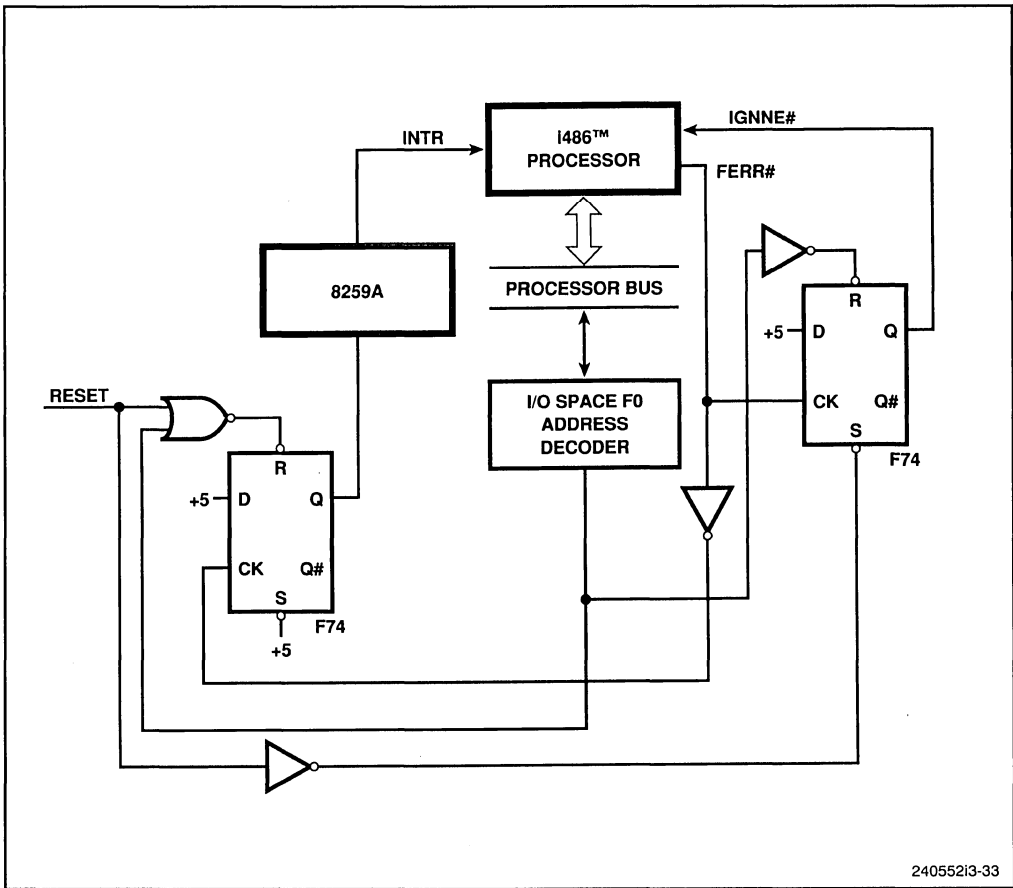 INTR
i486™
PROCESSOR
IGNNE#
FERR#
8259A
PROCESSOR BUS
I/O SPACE F0
ADDRESS
DECODER
RESET
R
+5
D
Q
CK
Q#
S
F74
+5
R
+5
D
Q
CK
Q#
S
F74
240552i3-33